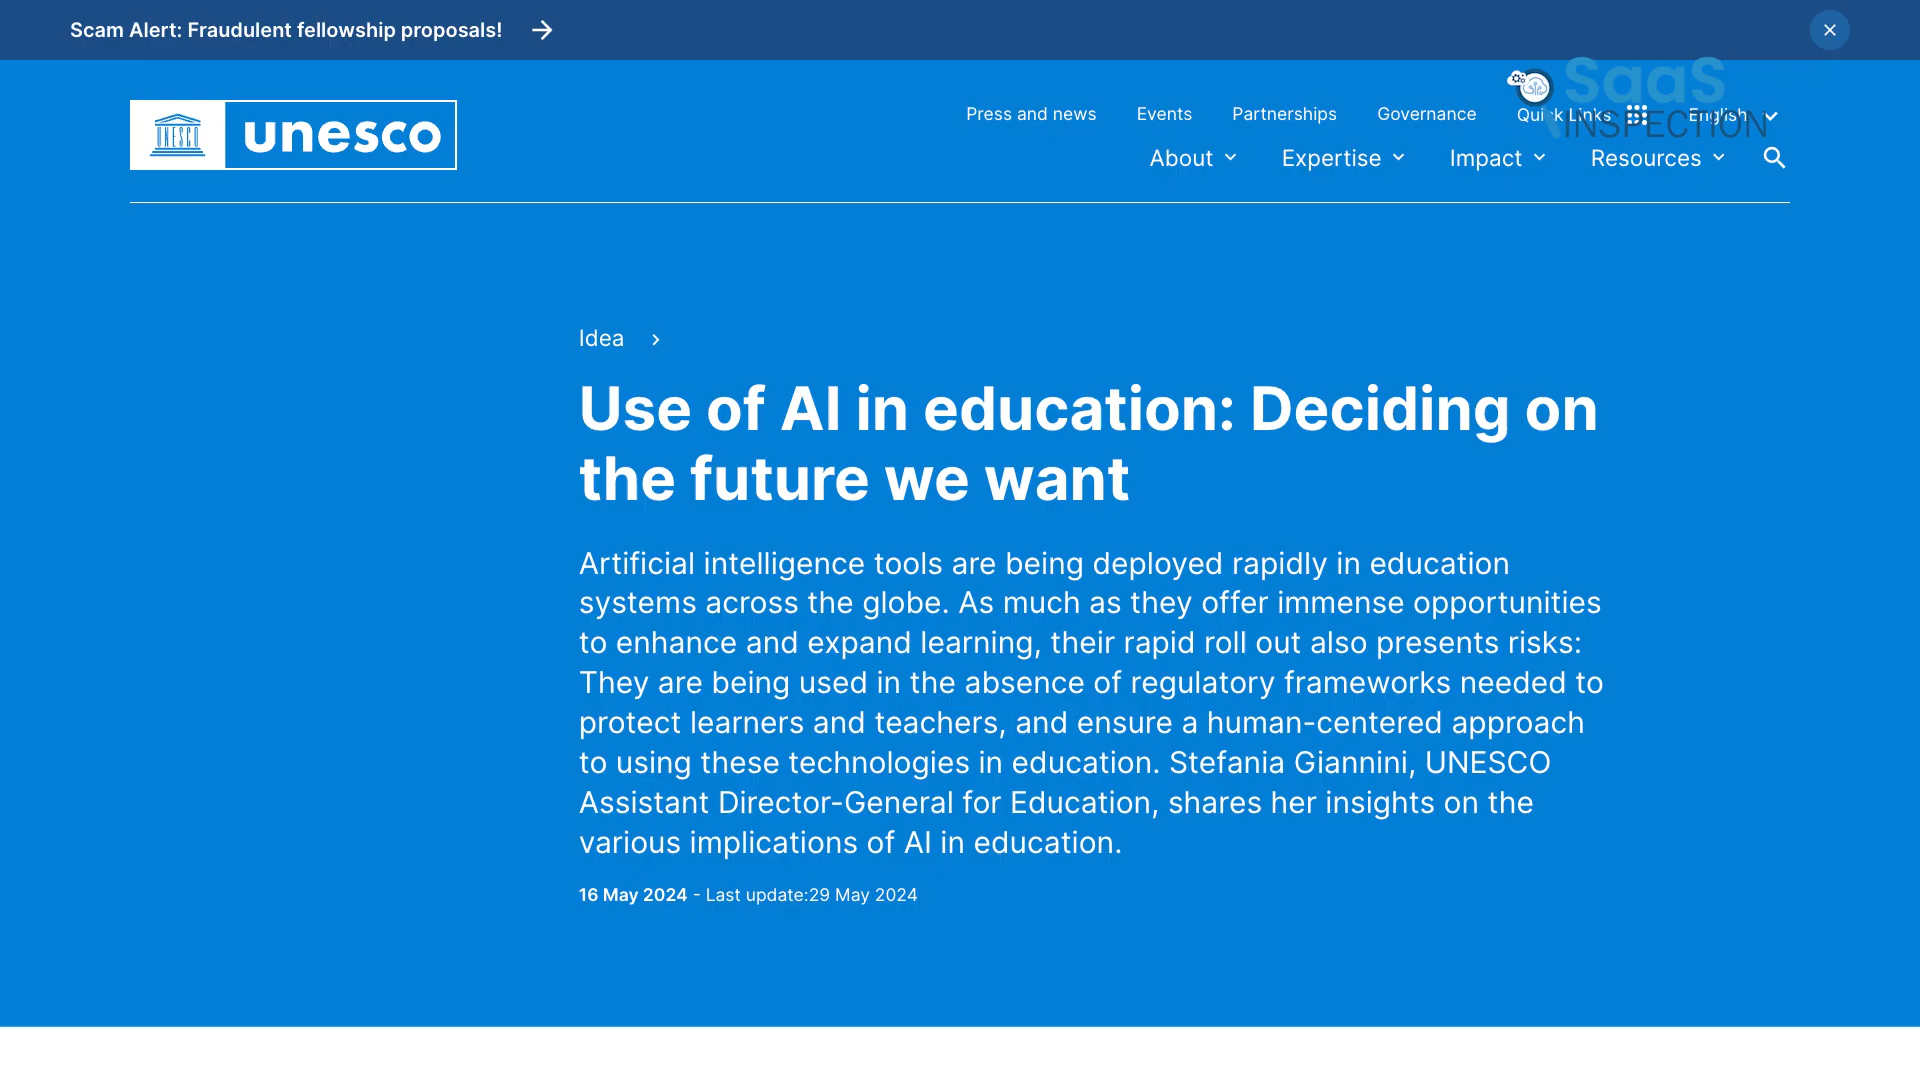 Scam Alert: Fraudulent fellowship proposals!
SaaS
INSPECTION
UNESCO
unesco
Press and news
Events
Partnerships
Governance
Quick Links
English
About
Expertise
Impact
Resources
Idea
Use of AI in education: Deciding on
the future we want
Artificial intelligence tools are being deployed rapidly in education
systems across the globe. As much as they offer immense opportunities
to enhance and expand learning, their rapid roll out also presents risks:
They are being used in the absence of regulatory frameworks needed to
protect learners and teachers, and ensure a human-centered approach
to using these technologies in education. Stefania Giannini, UNESCO
Assistant Director-General for Education, shares her insights on the
various implications of AI in education.
16 May 2024 - Last update:29 May 2024